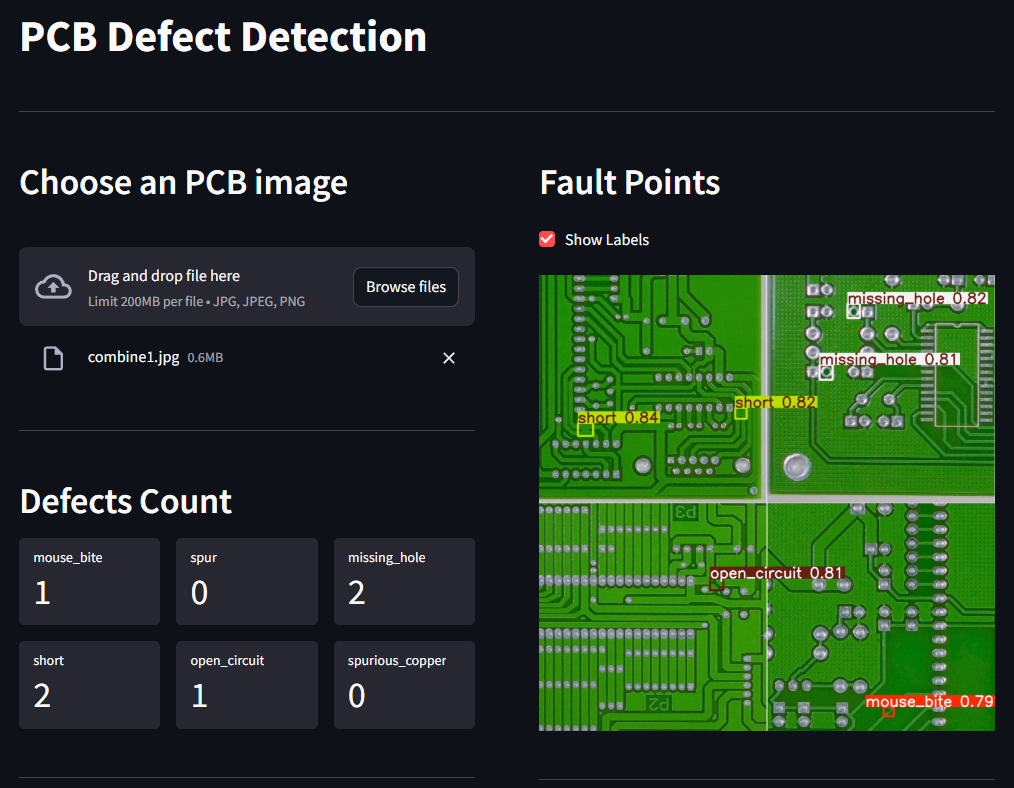 PCB Defect Detection
Choose an PCB image
Drag and drop file here
Limit 200MB per file • JPG, JPEG, PNG
Browse files
combine1.jpg 0.6MB
Defects Count
mouse_bite
1
spur
0
missing_hole
2
short
2
open_circuit
1
spurious_copper
0
Fault Points
Show Labels
missing_hole 0.82
missing_hole 0.81
short 0.82
short 0.84
P3
open_circuit 0.81
P2
mouse_bite 0.79